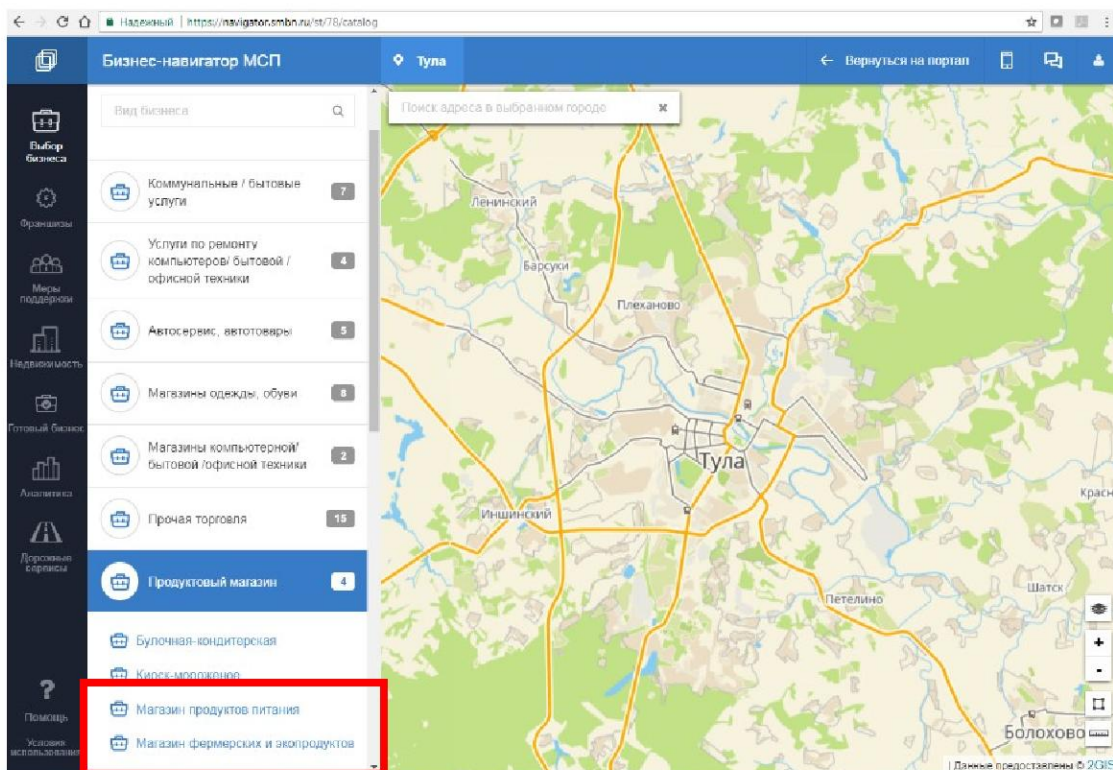 Надежный | https://navigator.smbn.ru/st/78/catalog
Бизнес-навигатор МСП
Тула
Вернуться на портал
Выбор
бизнеса
Франшизы
Меры
поддержки
Недвижимость
Готовый бизнес
Аналитика
Дорожные
сервисы
?
Помощь
Условия
использования
Вид бизнеса
Коммунальные / бытовые
услуги
7
Услуги по ремонту
компьютеров/ бытовой /
офисной техники
4
Автосервис, автотовары
5
Магазины одежды, обуви
8
Магазины компьютерной/
бытовой /офисной техники
2
Прочая торговля
15
Продуктовый магазин
4
Булочная-кондитерская
Киоск-мороженое
Магазин продуктов питания
Магазин фермерских и экопродуктов
Поиск адреса в выбранном городе
Ленинский
Барсуки
Плеханово
Тула
Иншинский
Красн
Петелино
Шатск
Болохово
+
-
Данные предоставлены © 2GIS